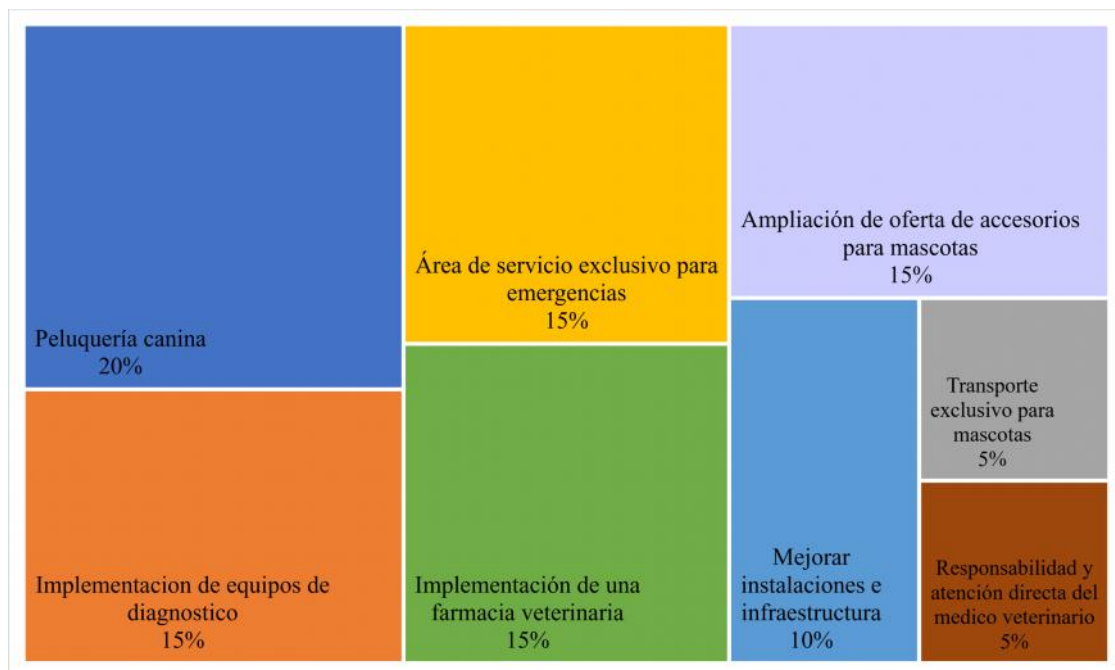 Peluquería canina
20%
Implementacion de equipos de
diagnostico
15%
Área de servicio exclusivo para
emergencias
15%
Implementación de una
farmacia veterinaria
15%
Ampliación de oferta de accesorios
para mascotas
15%
Mejorar
instalaciones e
infraestructura
10%
Transporte
exclusivo para
mascotas
5%
Responsabilidad y
atención directa del
medico veterinario
5%